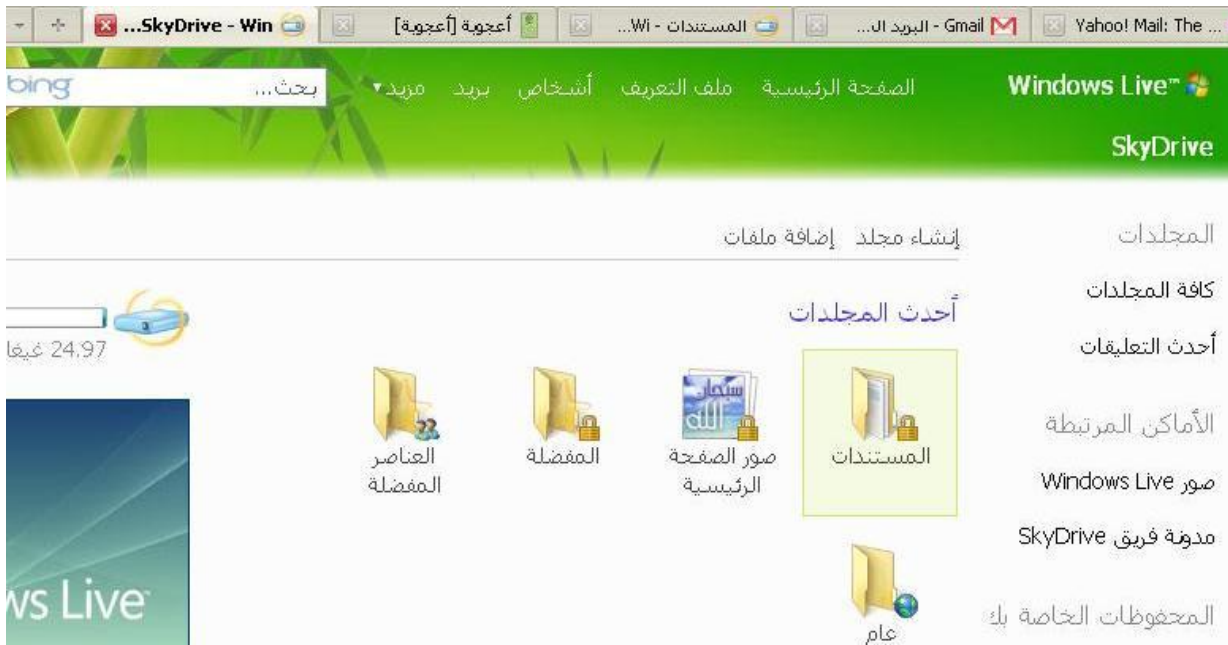 Yahoo! Mail: The ...
Gmail - البريد ال...
المستندات - Wi...
أعجوبة [أعجوبة]
SkyDrive - Win...
Windows Live™
الصفحة الرئيسية ملف التعريف أشخاص بريد مزيد
بحث...
bing
SkyDrive
المجلدات
كافة المجلدات
أحدث التعليقات
الأماكن المرتبطة
صور Windows Live
مدونة فريق SkyDrive
المحفوظات الخاصة بك
إنشاء مجلد إضافة ملفات
أحدث المجلدات
المستندات
صور الصفحة
الرئيسية
سبحان
الله
المفضلة
العناصر
المفضلة
عام
24.97 غيغا
ws Live